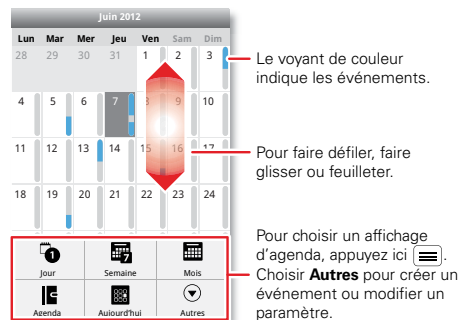 Juin 2012
Lun Mar Mer Jeu Ven Sam Dim
28 29 30 31 1 2 3
Le voyant de couleur
indique les événements.
4 5 6 7 8 9 10
11 12 13 14 15 16 17
Pour faire défiler, faire
glisser ou feuilleter.
18 19 20 21 22 23 24
Pour choisir un affichage
d'agenda, appuyez ici .
Choisir Autres pour créer un
événement ou modifier un
paramètre.
1 7
Jour Semaine Mois
Agenda Aujourd'hui Autres